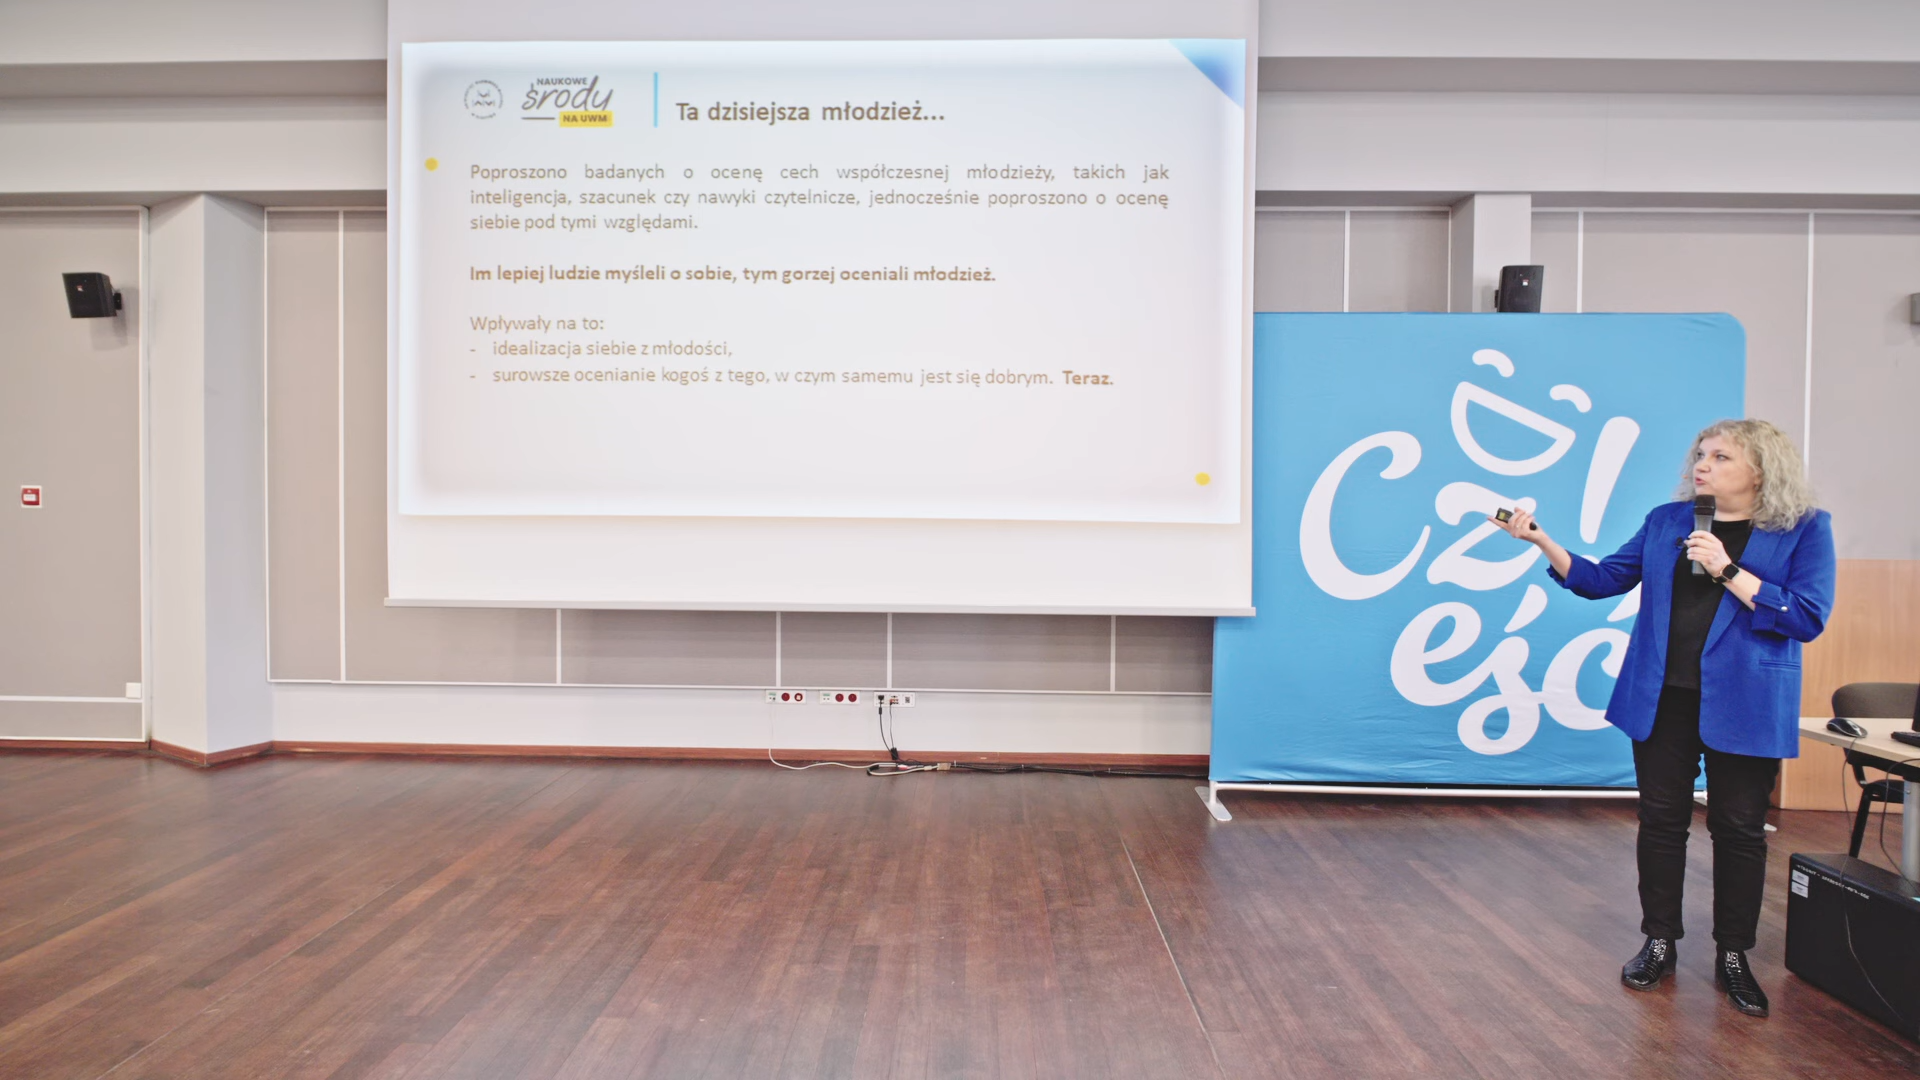 NAUKOWE
środy
NA UWM
Ta dzisiejsza młodzież...
Poproszono badanych o ocenę cech współczesnej młodzieży, takich jak
inteligencja, szacunek czy nawyki czytelnicze, jednocześnie poproszono o ocenę
siebie pod tymi względami.
Im lepiej ludzie myśleli o sobie, tym gorzej oceniali młodzież.
Wpływały na to:
- idealizacja siebie z młodości,
- surowsze ocenianie kogoś z tego, w czym samemu jest się dobrym. Teraz.
Cz!
eść